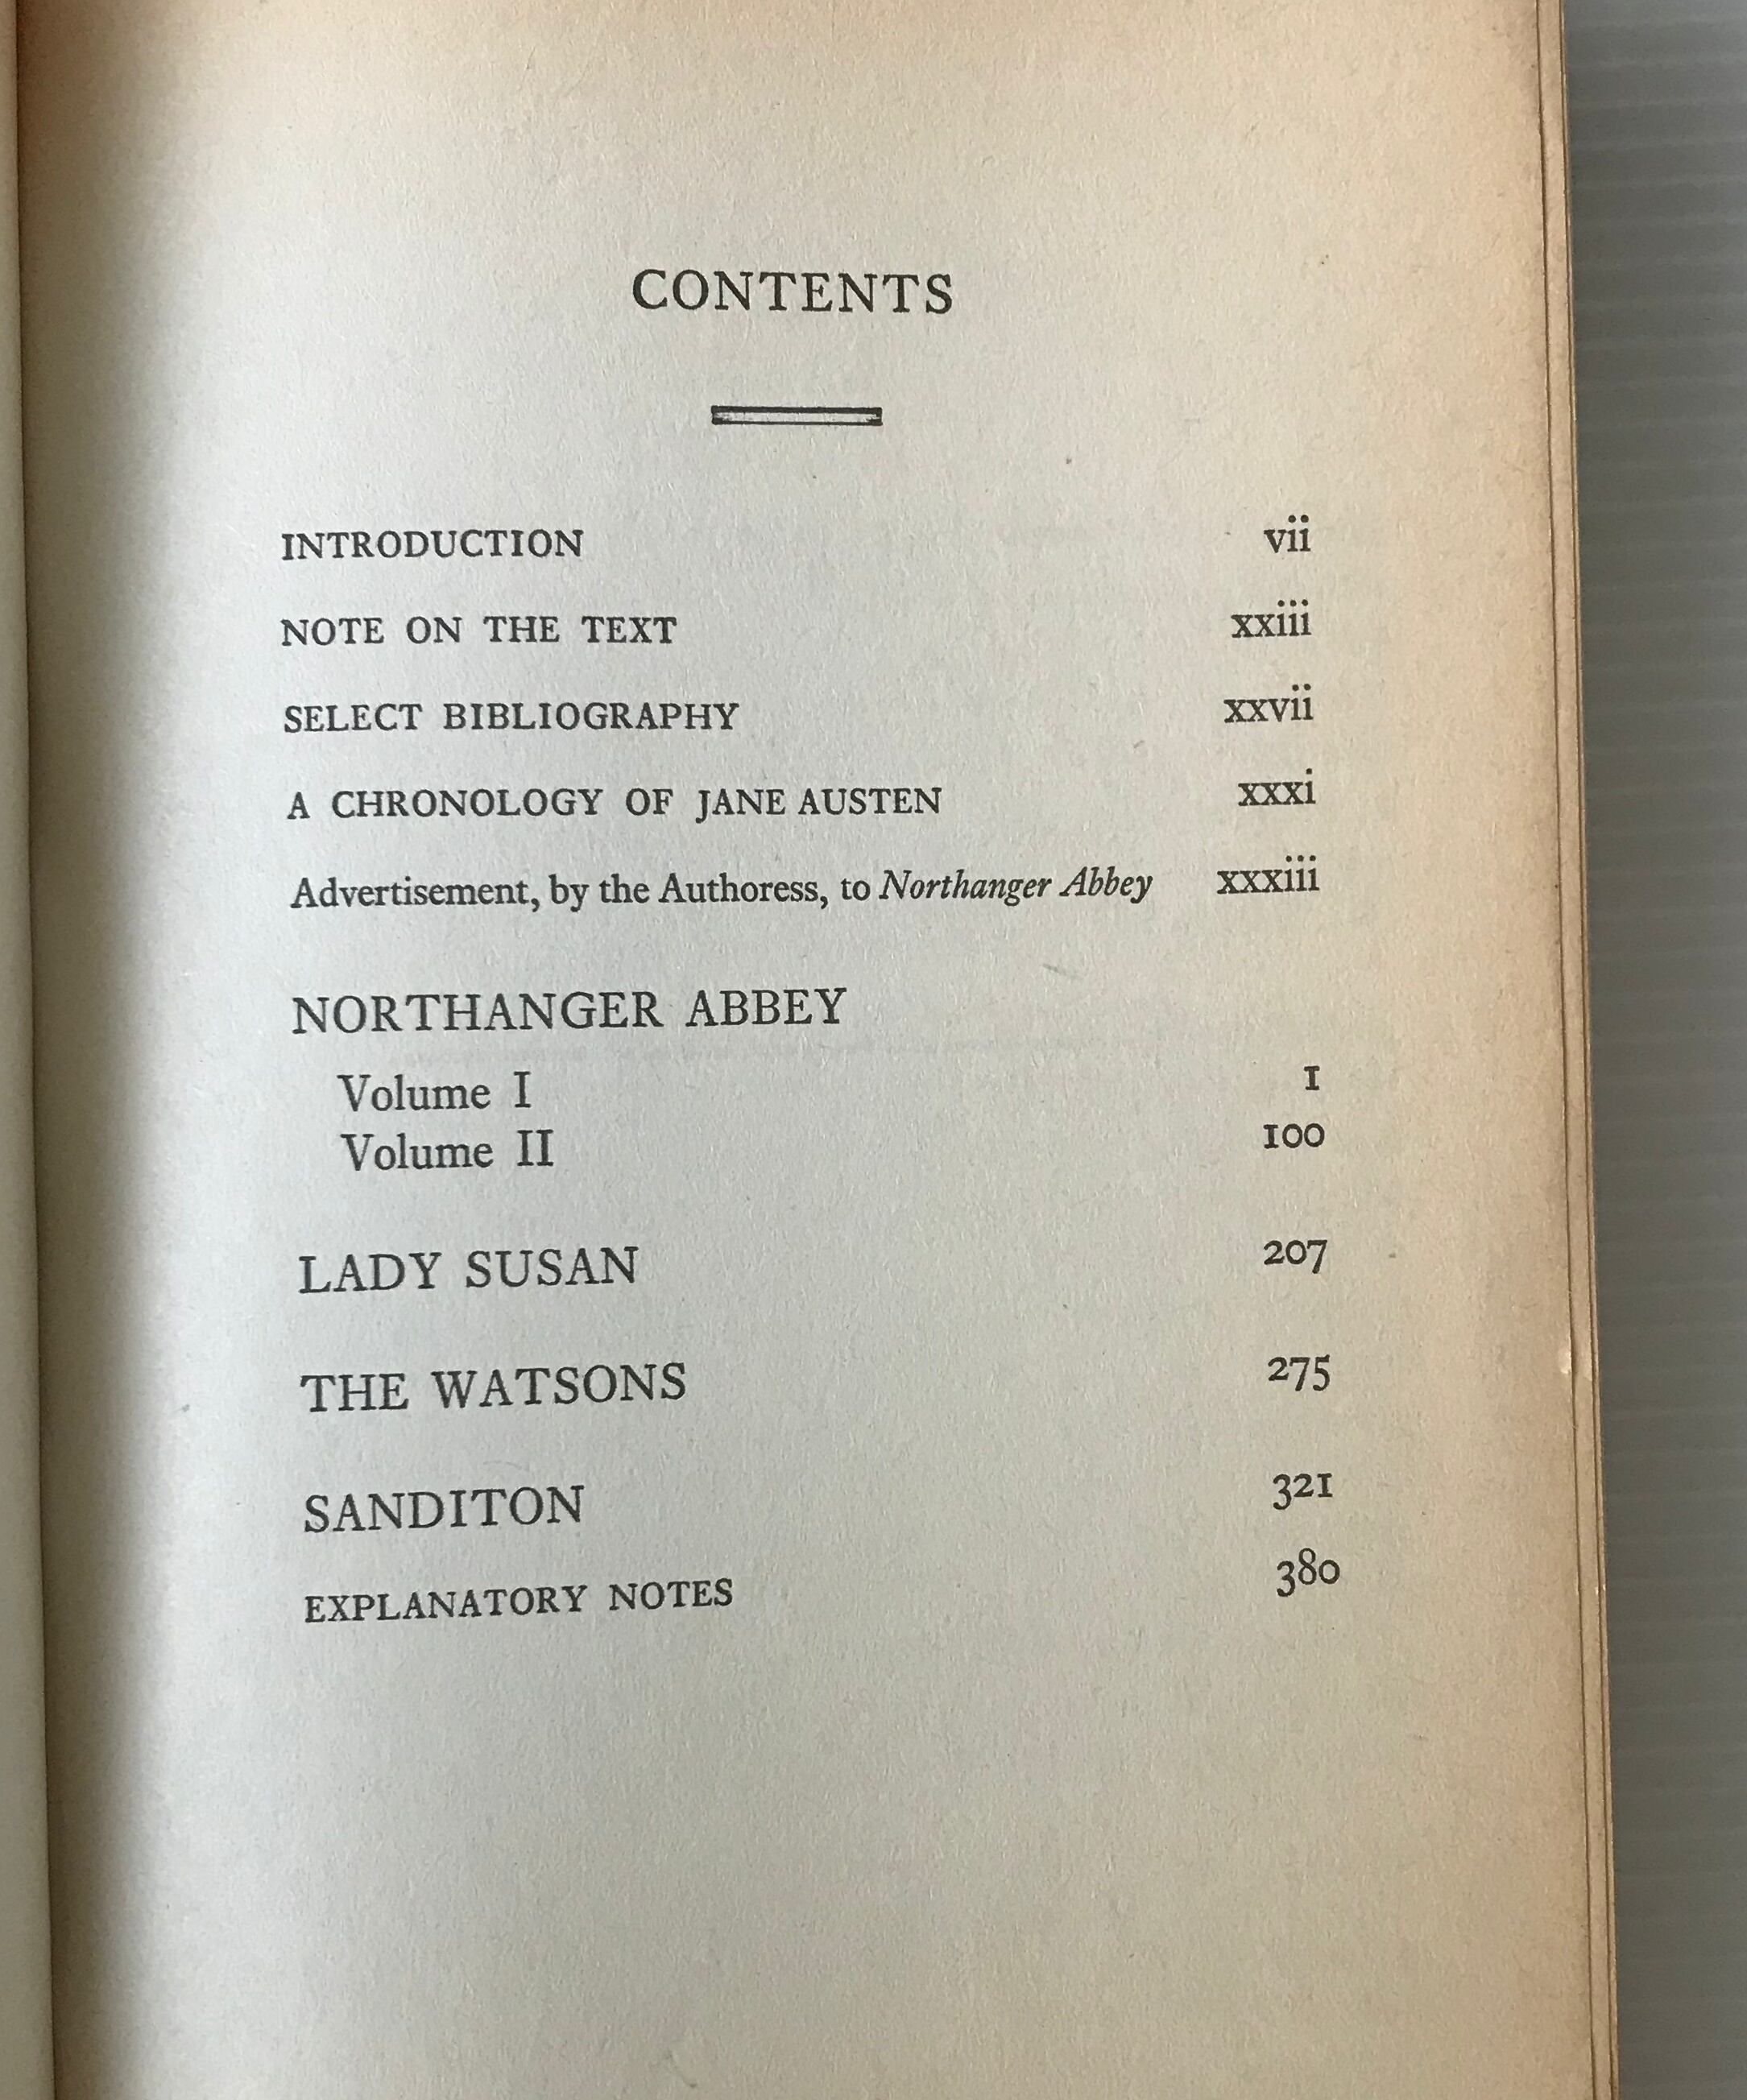 CONTENTS
INTRODUCTION vii
NOTE ON THE TEXT xxiii
SELECT BIBLIOGRAPHY xxvii
A CHRONOLOGY OF JANE AUSTEN xxxi
Advertisement, by the Authoress, to Northanger Abbey xxxiii
NORTHANGER ABBEY
Volume I 1
Volume II 100
LADY SUSAN 207
THE WATSONS 275
SANDITON 321
EXPLANATORY NOTES 380